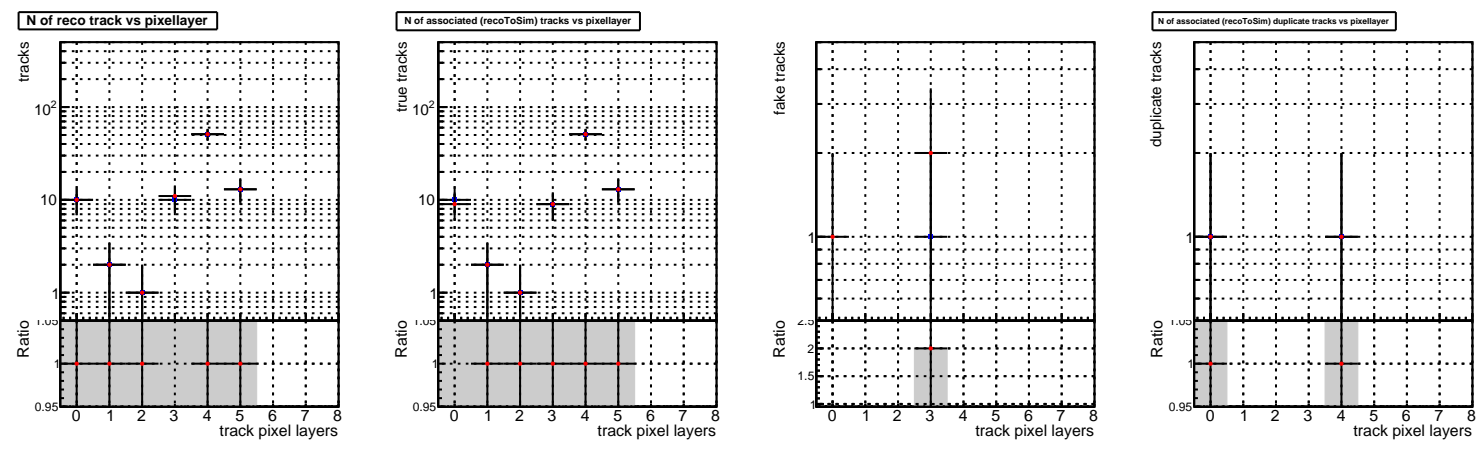 N of reco track vs pixellayer
tracks
10²
10
1
1.05
Ratio
1
0.95
0 1 2 3 4 5 6 7 8
track pixel layers
N of associated (recoToSim) tracks vs pixellayer
true tracks
10²
10
1
1.05
Ratio
1
0.95
0 1 2 3 4 5 6 7 8
track pixel layers
fake tracks
1
2.5
Ratio
2
1.5
1
0 1 2 3 4 5 6 7 8
track pixel layers
N of associated (recoToSim) duplicate tracks vs pixellayer
duplicate tracks
1
1.05
Ratio
1
0.95
0 1 2 3 4 5 6 7 8
track pixel layers